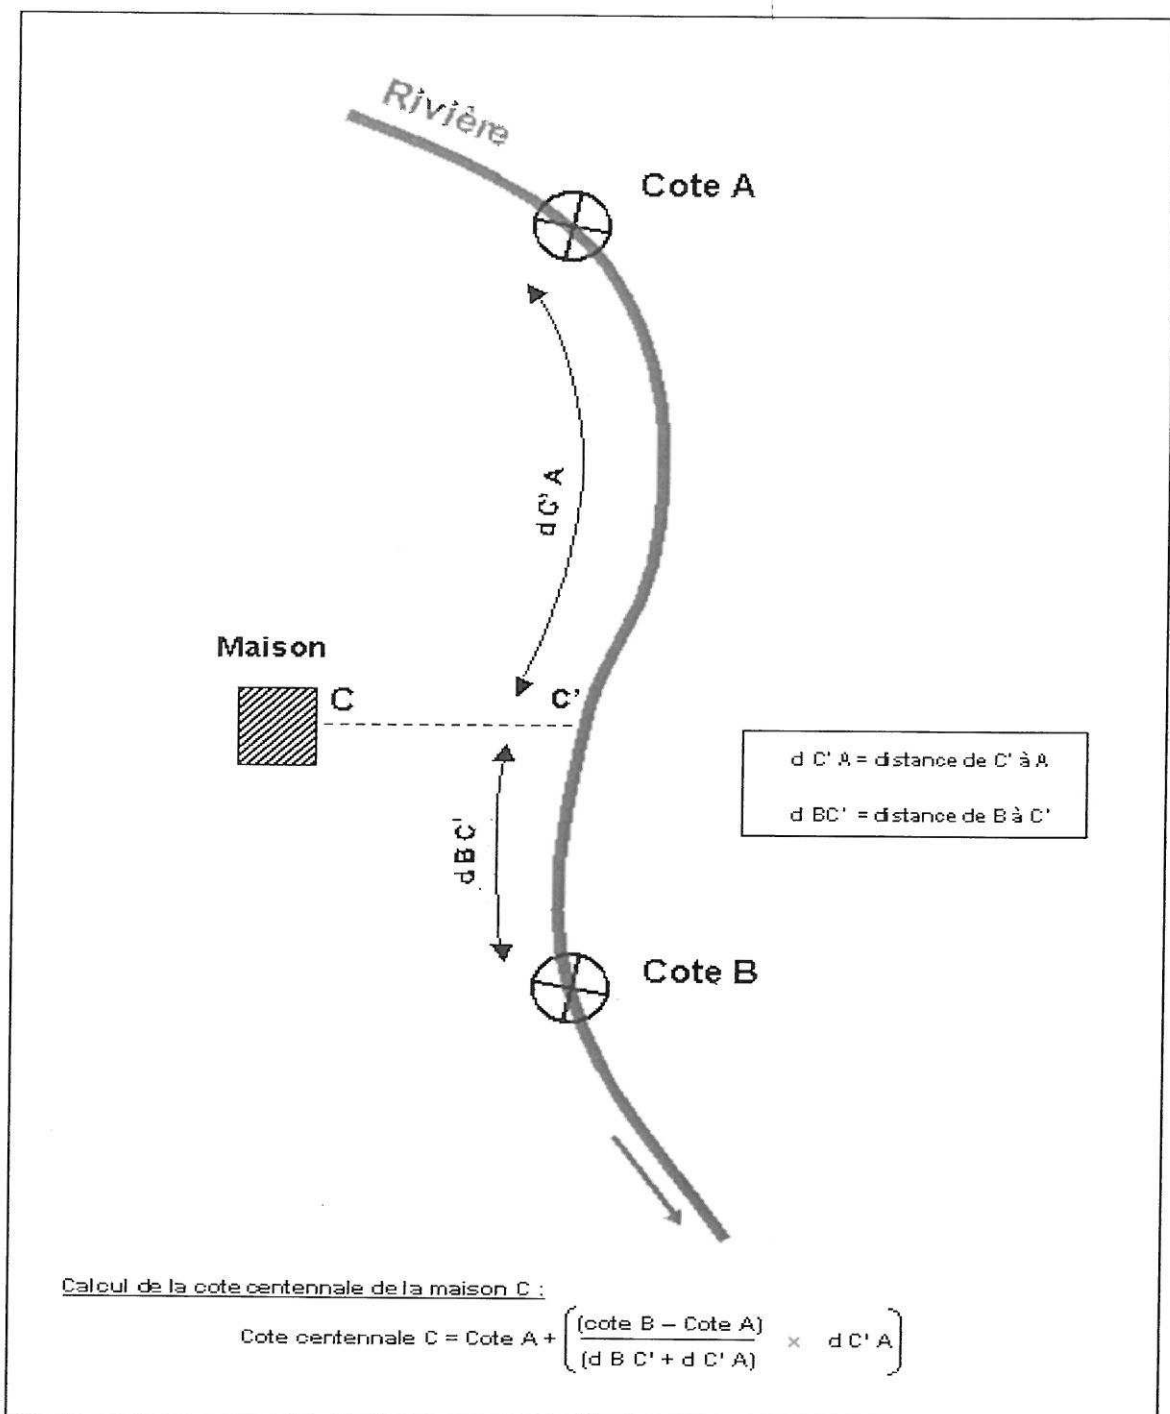 Rivière
Cote A
d C' A
Maison
C
C'
d C' A = distance de C' à A
d BC' = distance de B à C'
d B C'
Cote B
Calcul de la cote centennale de la maison C :
Cote centennale C = Cote A + ( (cote B – Cote A) / (d B C' + d C' A) × d C' A )